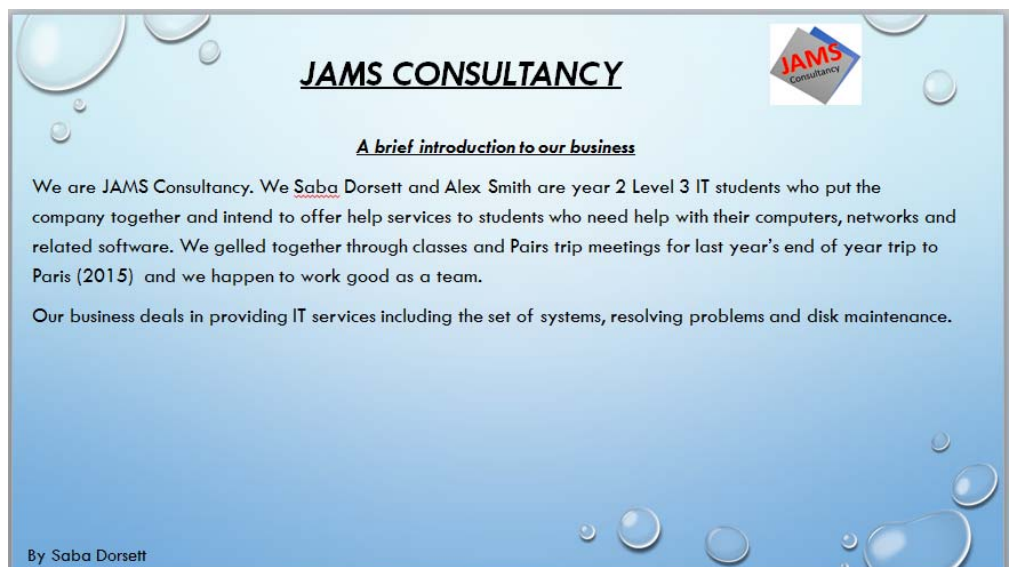 JAMS CONSULTANCY
JAMS
Consultancy
A brief introduction to our business
We are JAMS Consultancy. We Saba Dorsett and Alex Smith are year 2 Level 3 IT students who put the
company together and intend to offer help services to students who need help with their computers, networks and
related software. We gelled together through classes and Pairs trip meetings for last year's end of year trip to
Paris (2015)  and we happen to work good as a team.
Our business deals in providing IT services including the set of systems, resolving problems and disk maintenance.
By Saba Dorsett